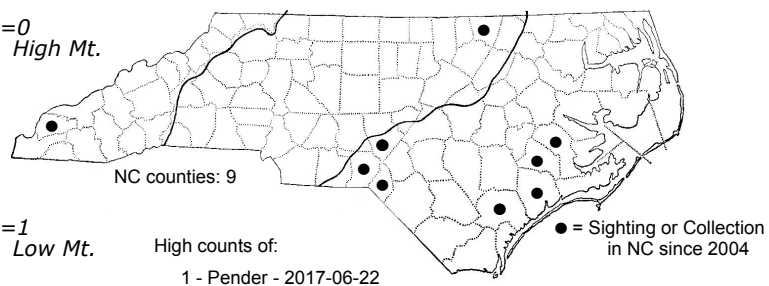 =0
High Mt.
NC counties: 9
=1
Low Mt.
High counts of:
1 - Pender - 2017-06-22
● = Sighting or Collection
in NC since 2004